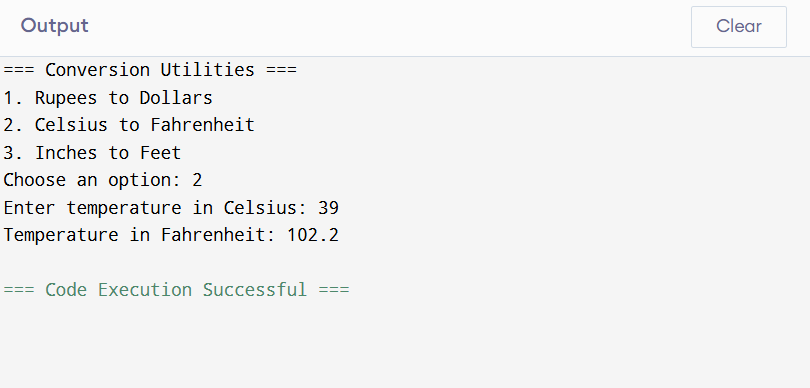 Output
Clear
=== Conversion Utilities ===
1. Rupees to Dollars
2. Celsius to Fahrenheit
3. Inches to Feet
Choose an option: 2
Enter temperature in Celsius: 39
Temperature in Fahrenheit: 102.2
=== Code Execution Successful ===